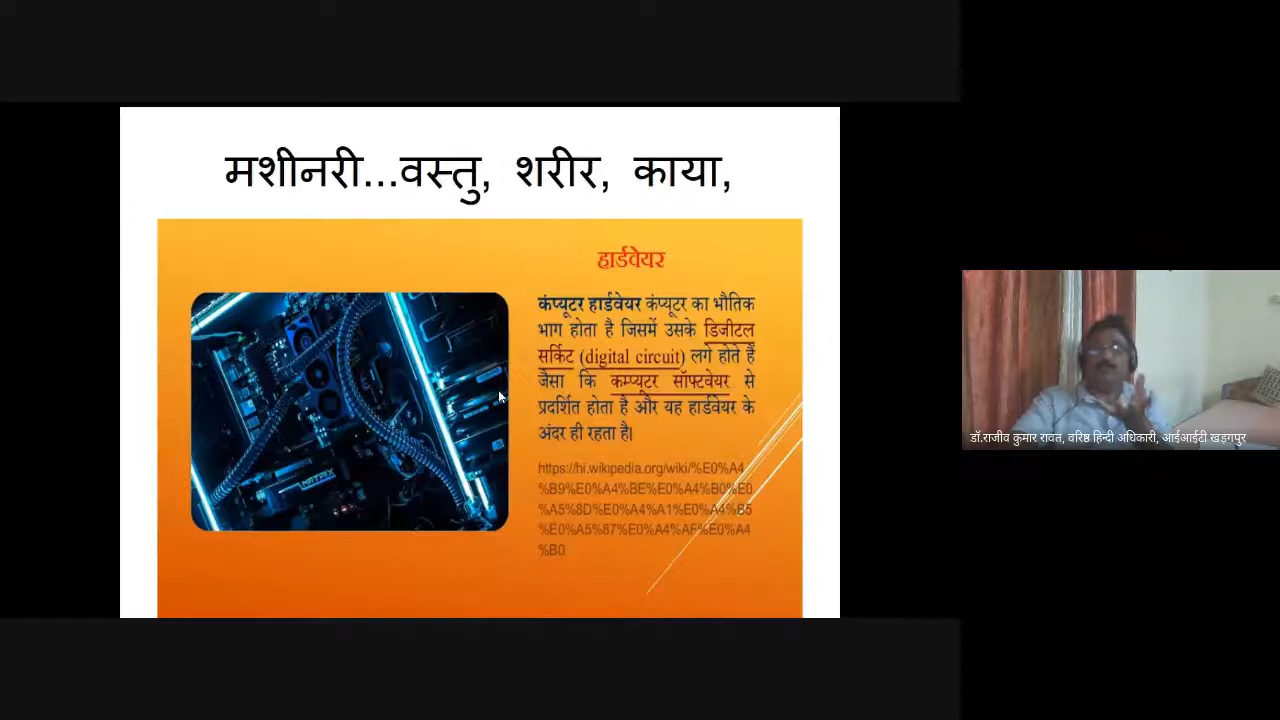 मशीनरी...वस्तु, शरीर, काया,
हार्डवेयर
कंप्यूटर हार्डवेयर कंप्यूटर का भौतिक
भाग होता है जिसमें उसके डिजीटल
सर्किट (digital circuit) लगे होते हैं
जैसा कि कम्प्यूटर सॉफ्टवेयर से
प्रदर्शित होता है और यह हार्डवेयर के
अंदर ही रहता है।
https://hi.wikipedia.org/wiki/%E0%A4
%B9%E0%A4%BE%E0%A4%B0%E0
%A5%8D%E0%A4%A1%E0%A4%B5
%E0%A5%87%E0%A4%AF%E0%A4
%B0
डॉ.राजीव कुमार रावत, वरिष्ठ हिन्दी अधिकारी, आईआईटी खड़गपुर